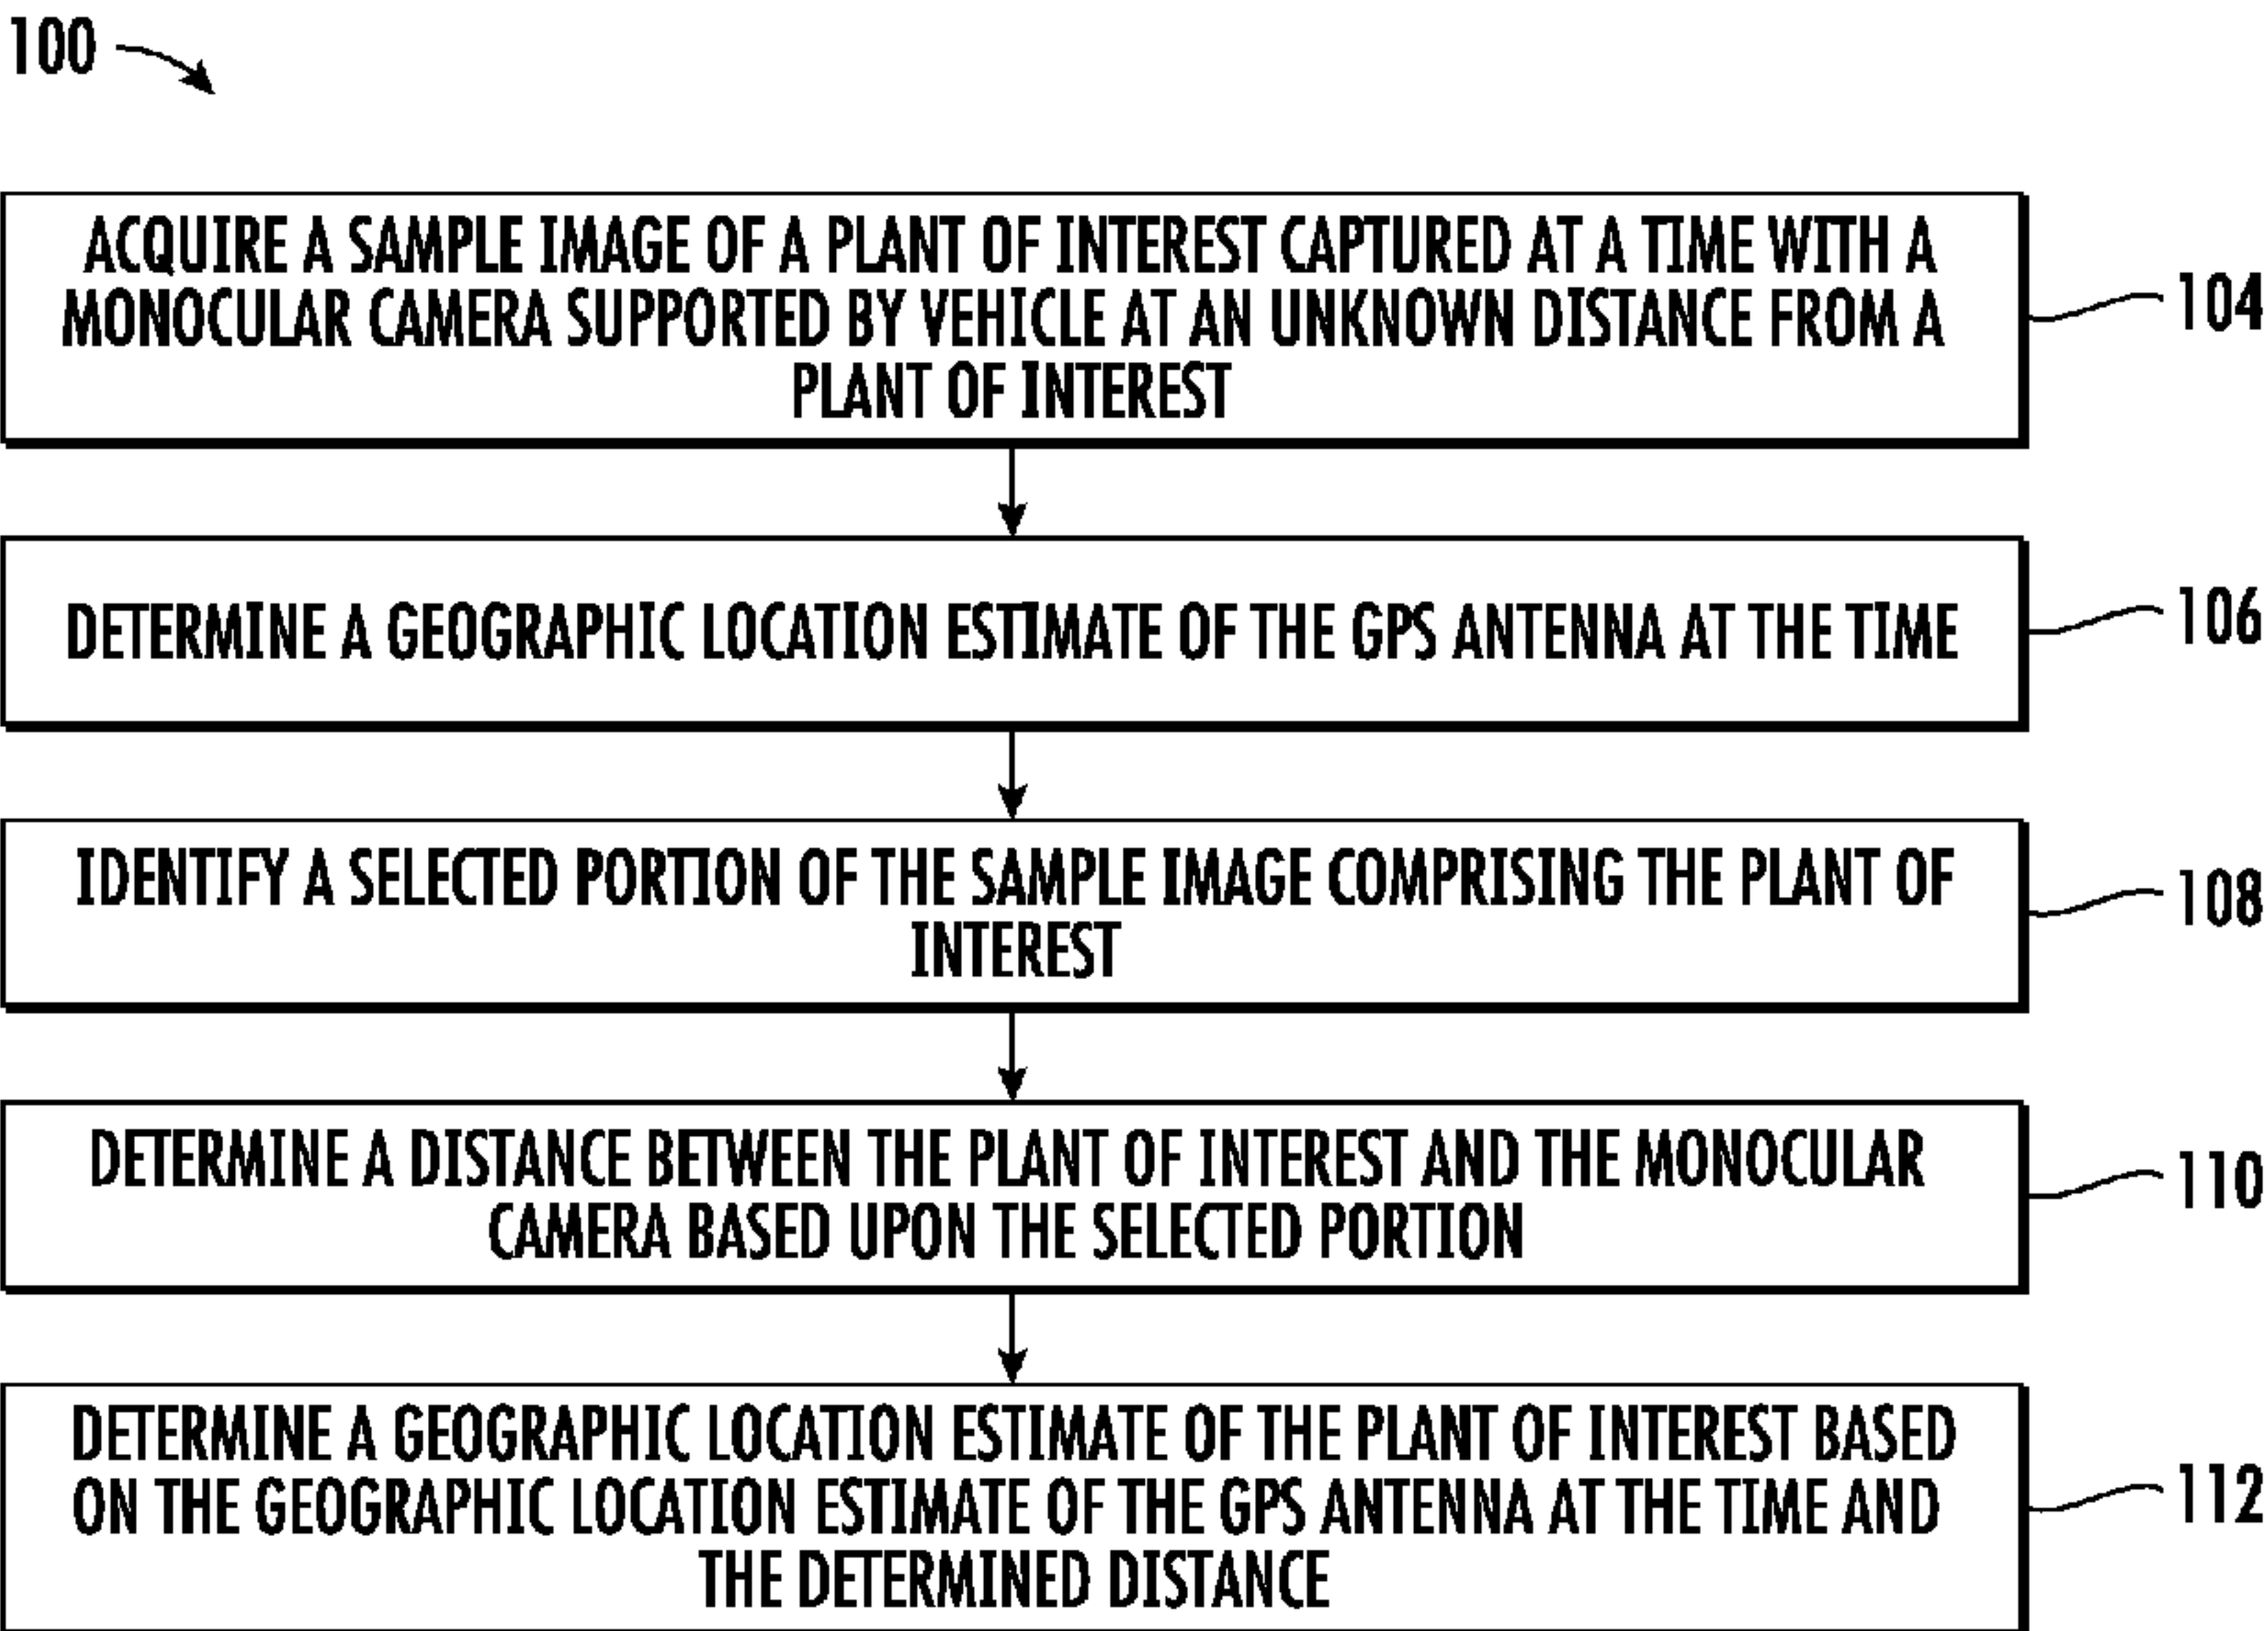 100
ACQUIRE A SAMPLE IMAGE OF A PLANT OF INTEREST CAPTURED AT A TIME WITH A
MONOCULAR CAMERA SUPPORTED BY VEHICLE AT AN UNKNOWN DISTANCE FROM A
PLANT OF INTEREST
104
DETERMINE A GEOGRAPHIC LOCATION ESTIMATE OF THE GPS ANTENNA AT THE TIME
106
IDENTIFY A SELECTED PORTION OF THE SAMPLE IMAGE COMPRISING THE PLANT OF
INTEREST
108
DETERMINE A DISTANCE BETWEEN THE PLANT OF INTEREST AND THE MONOCULAR
CAMERA BASED UPON THE SELECTED PORTION
110
DETERMINE A GEOGRAPHIC LOCATION ESTIMATE OF THE PLANT OF INTEREST BASED
ON THE GEOGRAPHIC LOCATION ESTIMATE OF THE GPS ANTENNA AT THE TIME AND
THE DETERMINED DISTANCE
112